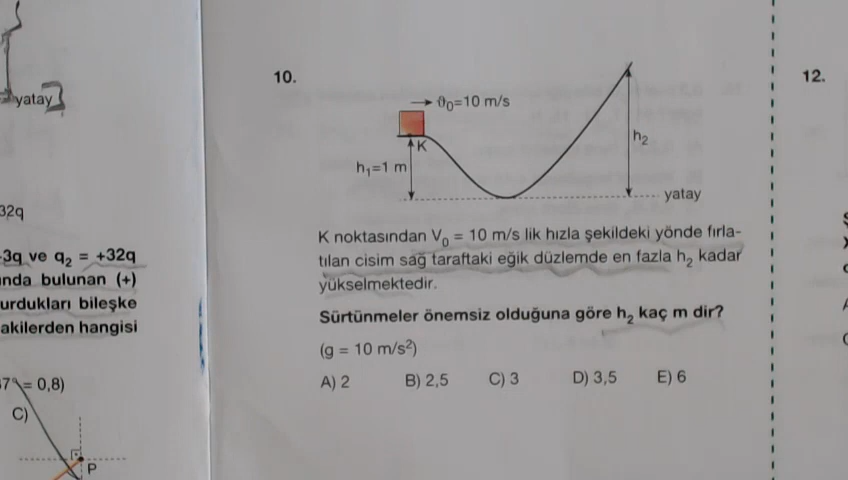 yatay
32q
3q ve q₂ = +32q
nda bulunan (+)
urdukları bileşke
akilerden hangisi
7° = 0,8)
C)
P
10.
ϑ₀=10 m/s
K
h₁=1 m
h₂
yatay
K noktasından V₀ = 10 m/s lik hızla şekildeki yönde fırla-
tılan cisim sağ taraftaki eğik düzlemde en fazla h₂ kadar
yükselmektedir.
Sürtünmeler önemsiz olduğuna göre h₂ kaç m dir?
(g = 10 m/s²)
A) 2 B) 2,5 C) 3 D) 3,5 E) 6
12.